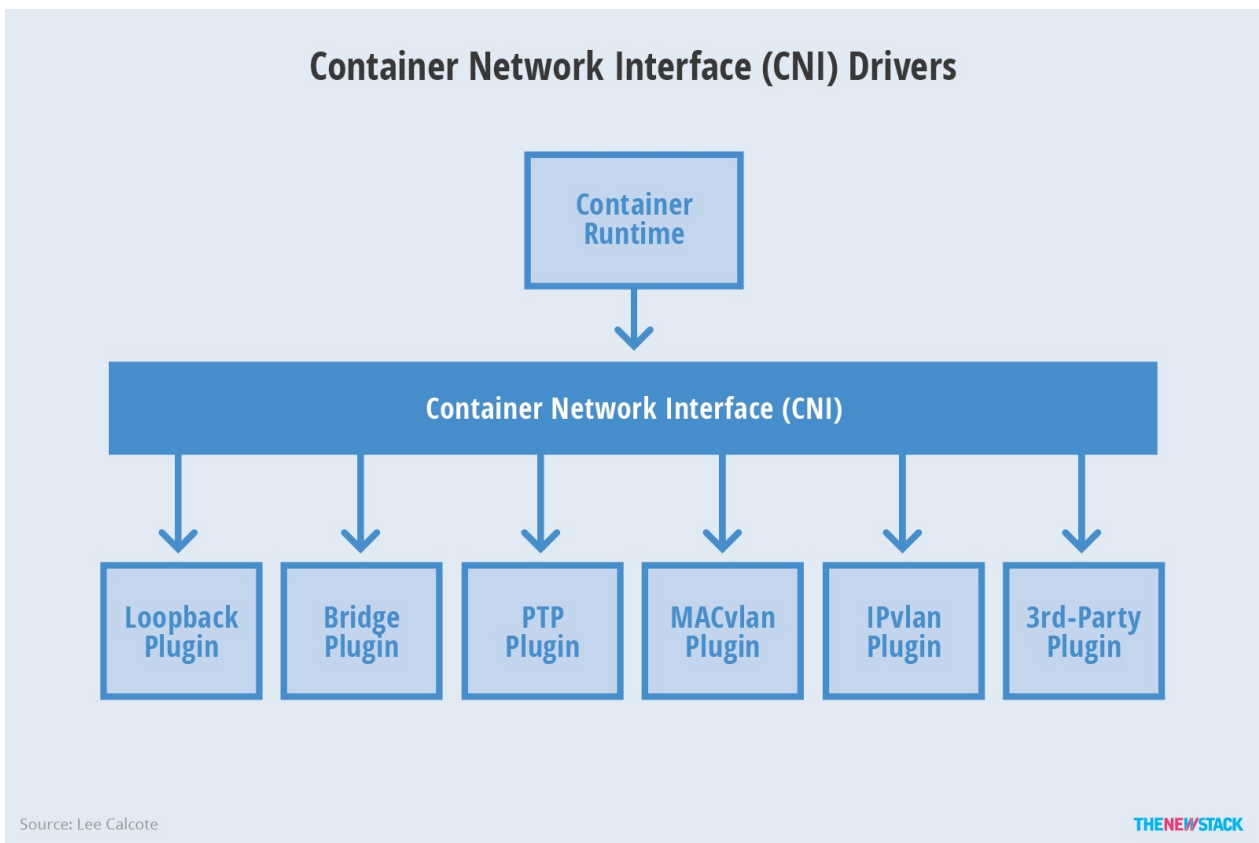 Container Network Interface (CNI) Drivers
Container
Runtime
Container Network Interface (CNI)
Loopback
Plugin
Bridge
Plugin
PTP
Plugin
MACvlan
Plugin
IPvlan
Plugin
3rd-Party
Plugin
Source: Lee Calcote
THENEWSTACK